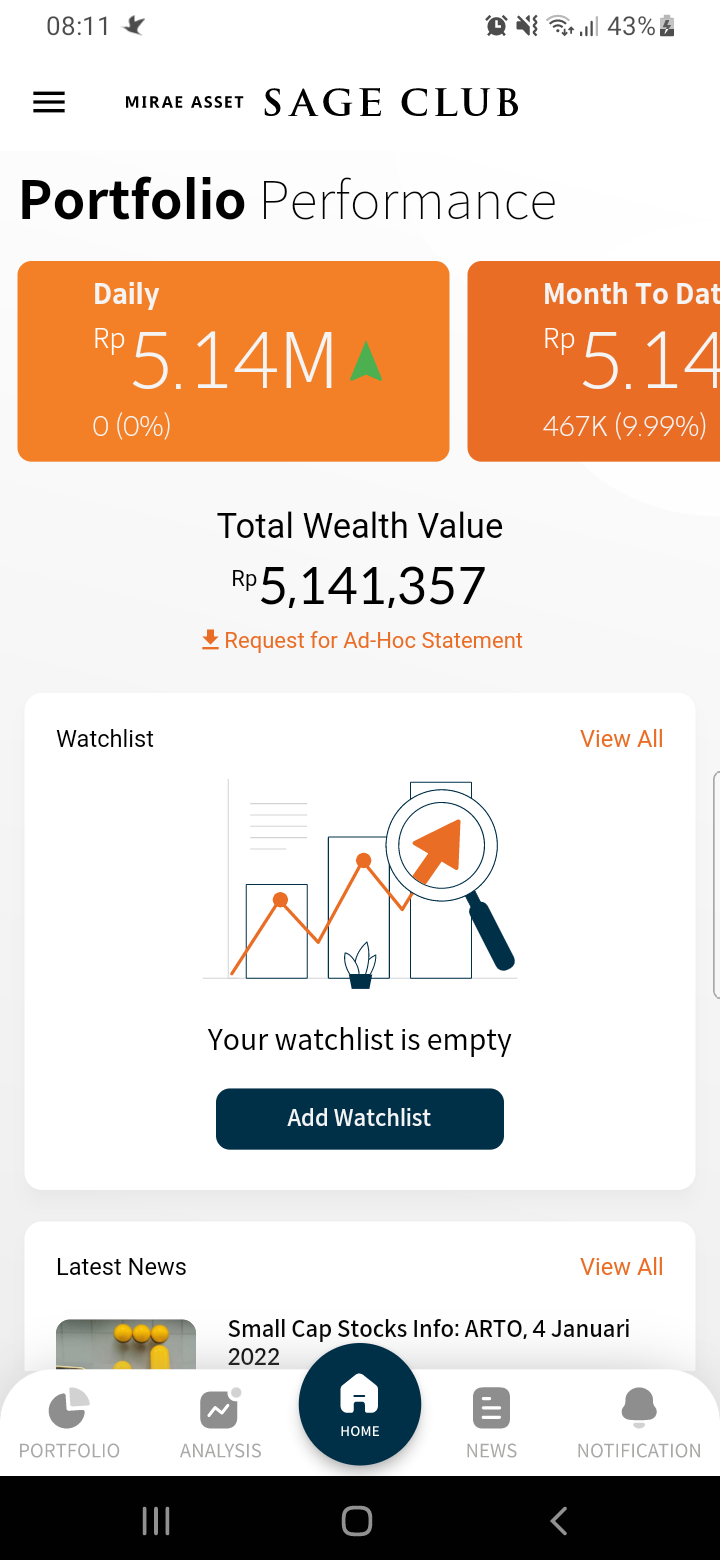 08:11
43%
MIRAE ASSET SAGE CLUB
Portfolio Performance
Daily
Rp 5.14M
0 (0%)
Month To Dat
Rp 5.14
467K (9.99%)
Total Wealth Value
Rp 5,141,357
Request for Ad-Hoc Statement
Watchlist
View All
Your watchlist is empty
Add Watchlist
Latest News
View All
Small Cap Stocks Info: ARTO, 4 Januari
2022
PORTFOLIO
ANALYSIS
HOME
NEWS
NOTIFICATION